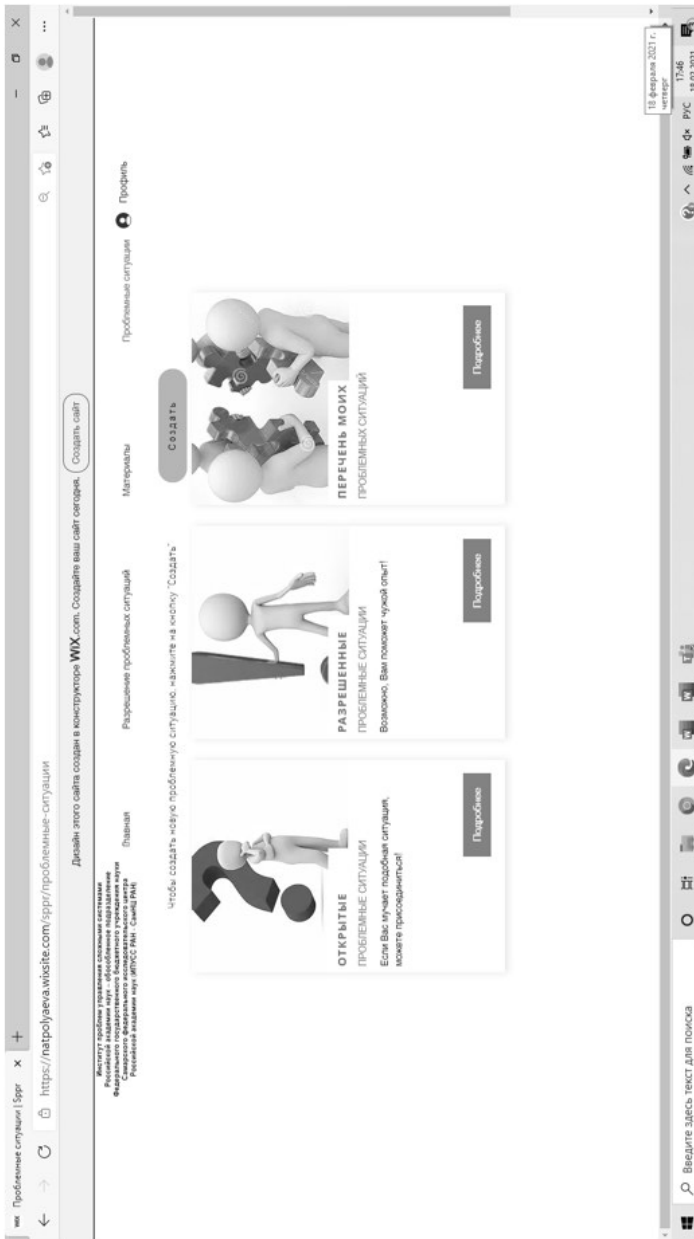 Проблемные ситуации | Sppr
https://natpolyaeva.wixsite.com/sppr/проблемные-ситуации
Дизайн этого сайта создан в конструкторе WiX.com. Создайте ваш сайт сегодня. Создать сайт
Институт проблем управления сложными системами
Российской академии наук – обособленное подразделение
Федерального государственного бюджетного учреждения науки
Самарского федерального исследовательского центра
Российской академии наук (ИПУСС РАН - СамНЦ РАН)
Главная
Разрешение проблемных ситуаций
Материалы
Проблемные ситуации
Профиль
Чтобы создать новую проблемную ситуацию, нажмите на кнопку "Создать"
Создать
ОТКРЫТЫЕ
ПРОБЛЕМНЫЕ СИТУАЦИИ
Если Вас мучает подобная ситуация,
можете присоединиться!
Подробнее
РАЗРЕШЕННЫЕ
ПРОБЛЕМНЫЕ СИТУАЦИИ
Возможно, Вам поможет чужой опыт!
Подробнее
ПЕРЕЧЕНЬ МОИХ
ПРОБЛЕМНЫХ СИТУАЦИЙ
Подробнее
18 февраля 2021 г.
четверг
Введите здесь текст для поиска
РУС
17:46
18.02.2021